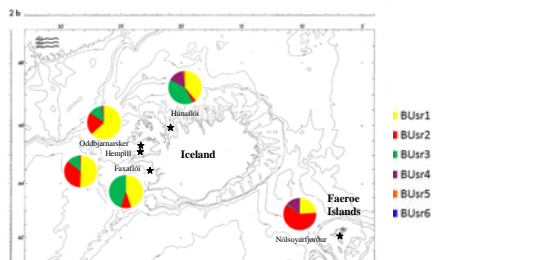 2 b
Húnaflói
Oddbjarnarsker
Hempill
Iceland
Faxaflói
Faeroe
Islands
Nólsoyarfjørður
BUsr1
BUsr2
BUsr3
BUsr4
BUsr5
BUsr6